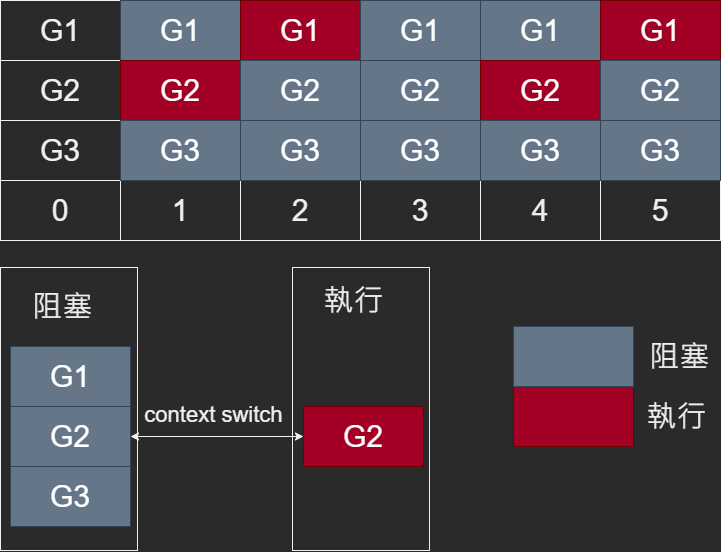 G1 G1 G1 G1 G1 G1
G2 G2 G2 G2 G2 G2
G3 G3 G3 G3 G3 G3
0 1 2 3 4 5
阻塞
G1
G2
G3
context switch
執行
G2
阻塞
執行